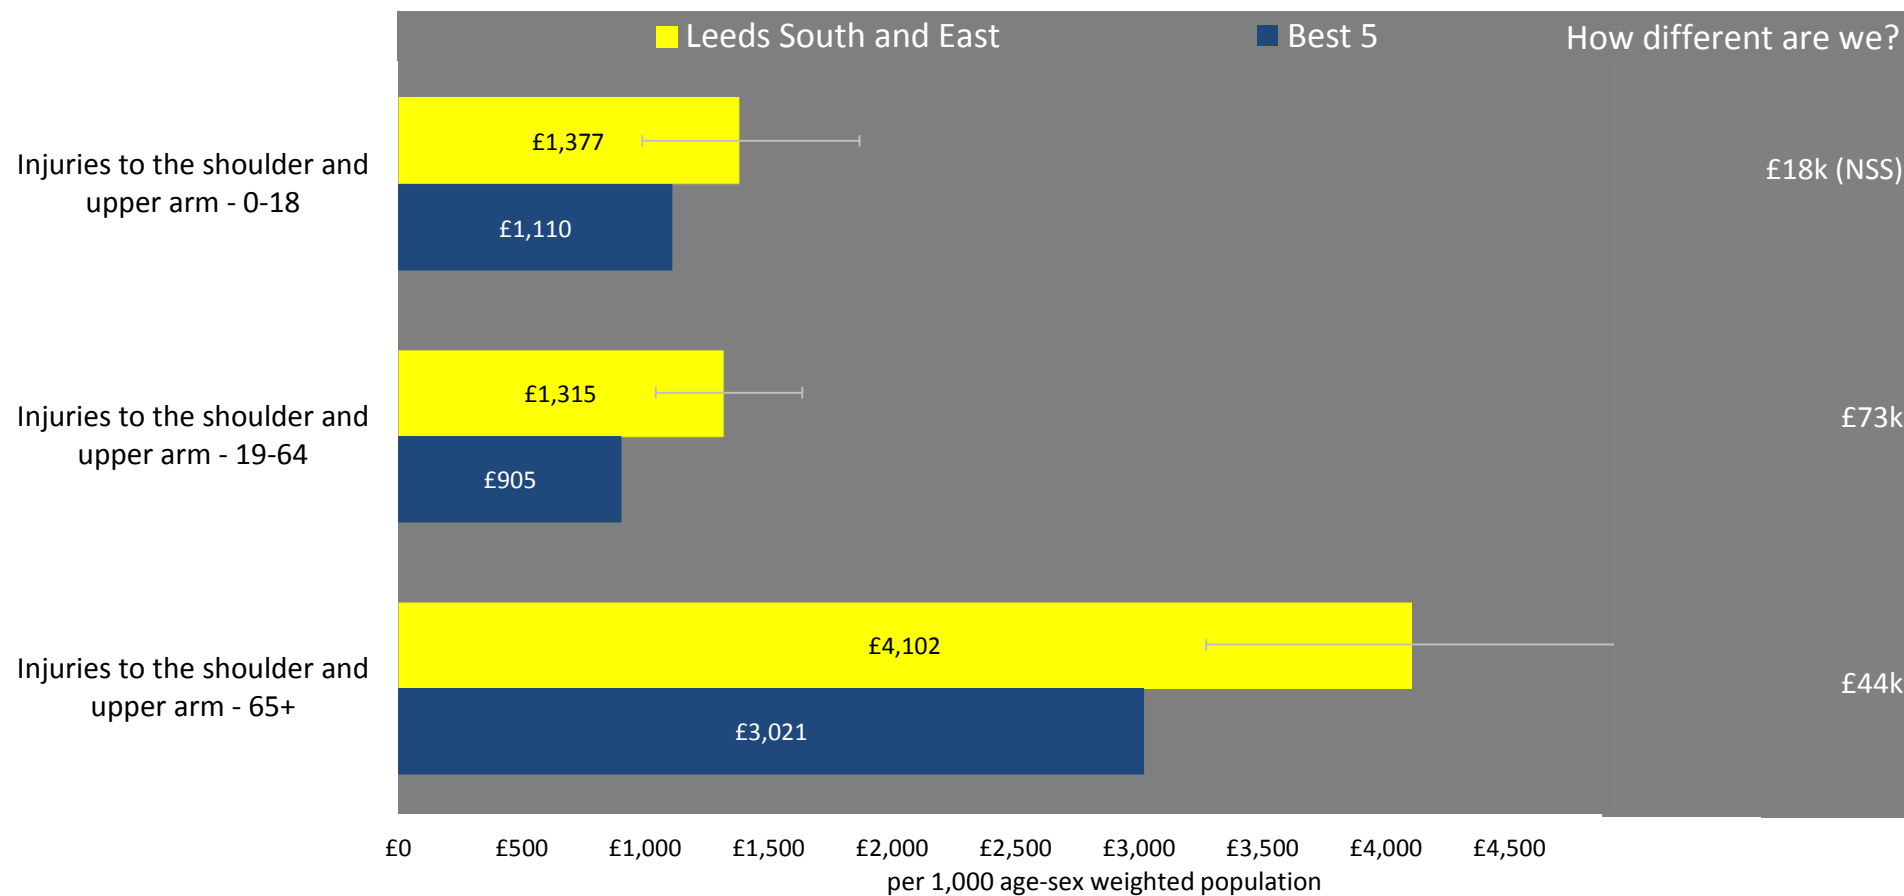 Leeds South and East
Best 5
How different are we?
Injuries to the shoulder and
upper arm - 0-18
£1,377
£1,110
£18k (NSS)
Injuries to the shoulder and
upper arm - 19-64
£1,315
£905
£73k
Injuries to the shoulder and
upper arm - 65+
£4,102
£3,021
£44k
£0 £500 £1,000 £1,500 £2,000 £2,500 £3,000 £3,500 £4,000 £4,500
per 1,000 age-sex weighted population